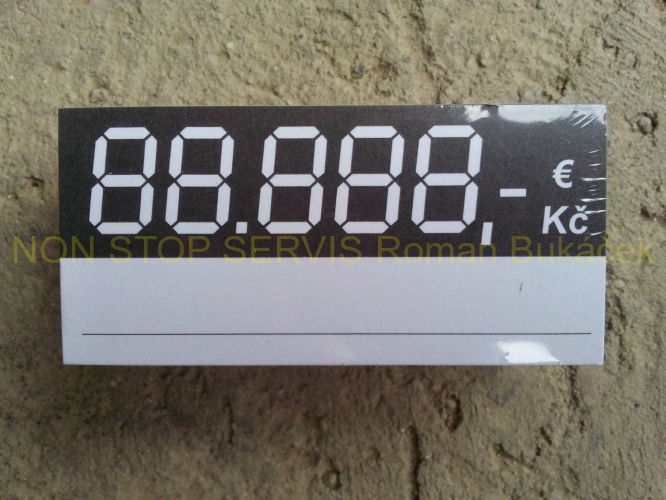 88.888,- €
Kč
NON STOP SERVIS Roman Bukáček